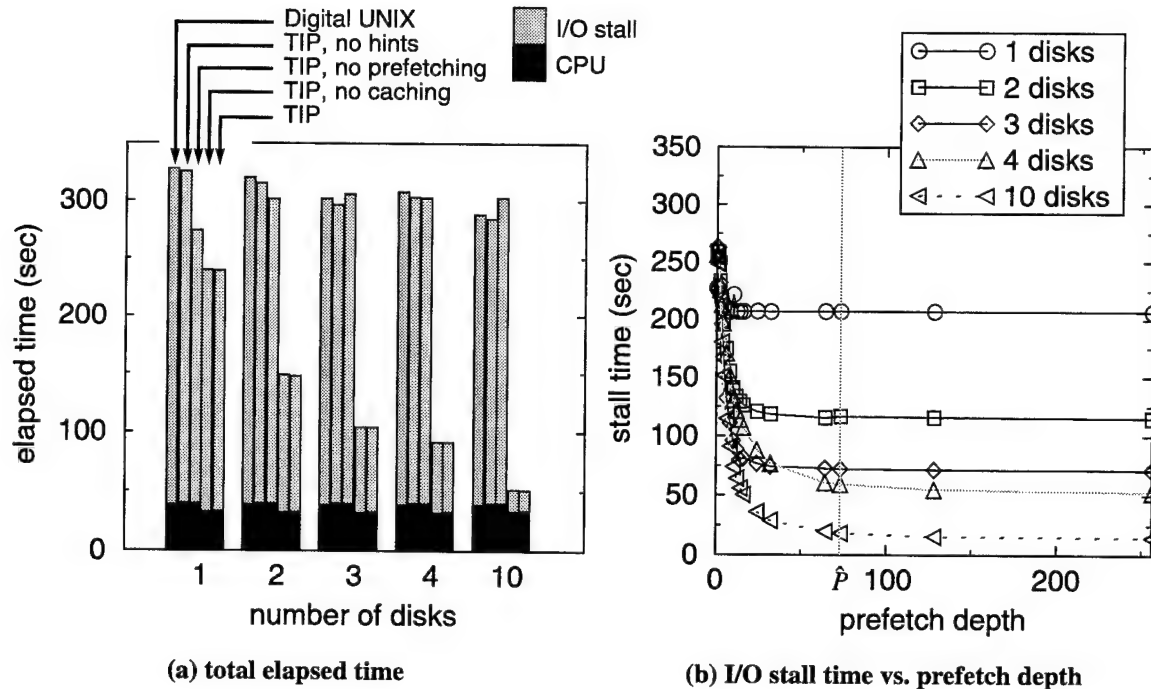 Digital UNIX
TIP, no hints
TIP, no prefetching
TIP, no caching
TIP
I/O stall
CPU
elapsed time (sec)
300
200
100
0
1 2 3 4 10
number of disks
(a) total elapsed time
1 disks
2 disks
3 disks
4 disks
10 disks
stall time (sec)
350
300
250
200
150
100
50
0
0 P̂ 100 200
prefetch depth
(b) I/O stall time vs. prefetch depth